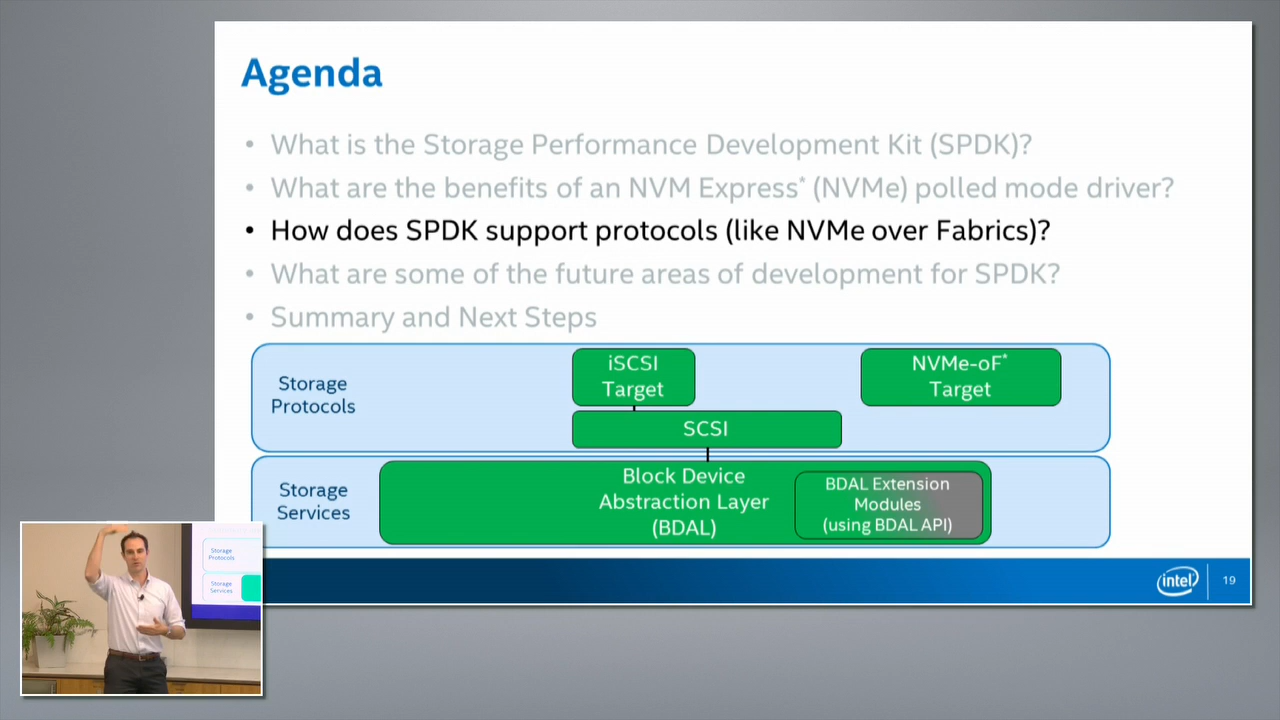 Agenda
• What is the Storage Performance Development Kit (SPDK)?
• What are the benefits of an NVM Express* (NVMe) polled mode driver?
• How does SPDK support protocols (like NVMe over Fabrics)?
• What are some of the future areas of development for SPDK?
• Summary and Next Steps
Storage
Protocols
iSCSI
Target
NVMe-oF*
Target
SCSI
Storage
Services
Block Device
Abstraction Layer
(BDAL)
BDAL Extension
Modules
(using BDAL API)
intel
19
Storage
Protocols
Storage
Services